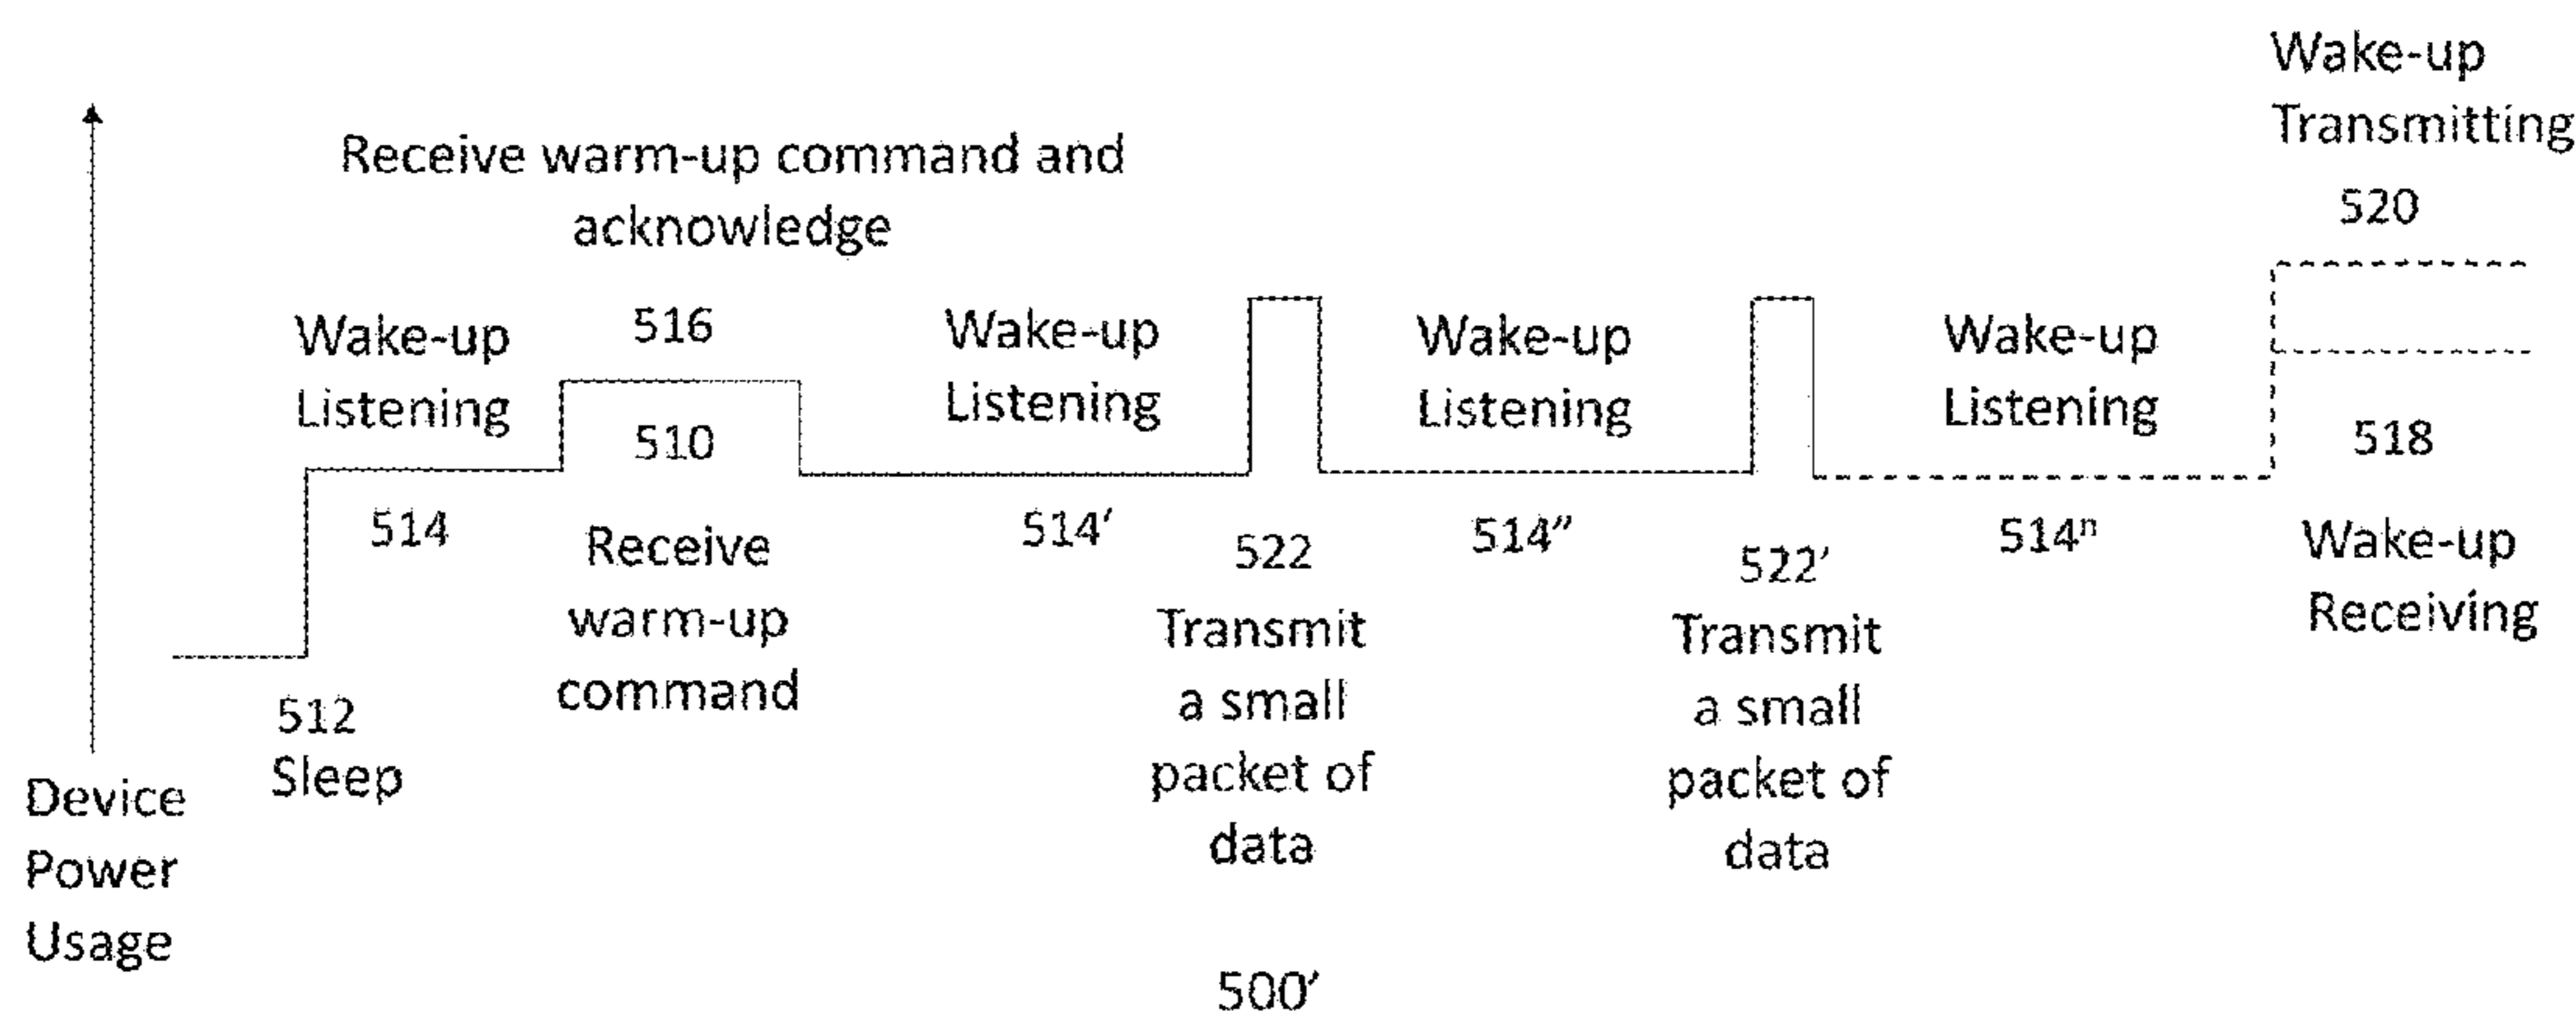 Wake-up
Transmitting
520
Receive warm-up command and
acknowledge
Wake-up
Listening
516
510
Wake-up
Listening
Wake-up
Listening
Wake-up
Listening
518
514
514′
514″
514ⁿ
Receive
warm-up
command
522
Transmit
a small
packet of
data
522′
Transmit
a small
packet of
data
Wake-up
Receiving
512
Sleep
Device
Power
Usage
500′